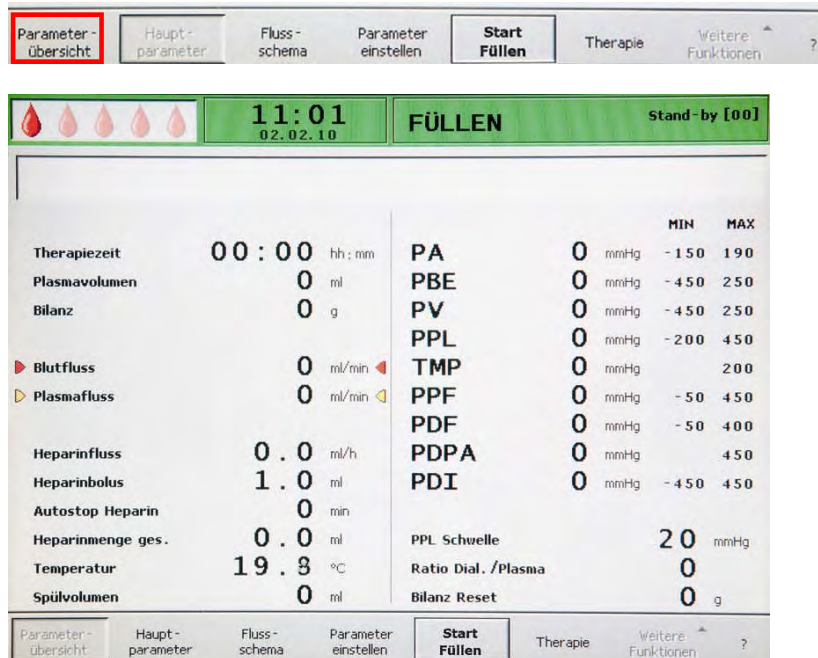 Parameter-
übersicht
Haupt-
parameter
Fluss-
schema
Parameter
einstellen
Start
Füllen
Therapie
Weitere
Funktionen
?
11:01
02.02.10
FÜLLEN
Stand-by [00]
MIN MAX
Therapiezeit 00:00 hh:mm
Plasmavolumen 0 ml
Bilanz 0 g
Blutfluss 0 ml/min
Plasmafluss 0 ml/min
Heparinfluss 0.0 ml/h
Heparinbolus 1.0 ml
Autostop Heparin 0 min
Heparinmenge ges. 0.0 ml
Temperatur 19.8 °C
Spülvolumen 0 ml
PA 0 mmHg -150 190
PBE 0 mmHg -450 250
PV 0 mmHg -450 250
PPL 0 mmHg -200 450
TMP 0 mmHg 200
PPF 0 mmHg -50 450
PDF 0 mmHg -50 400
PDPA 0 mmHg 450
PDI 0 mmHg -450 450
PPL Schwelle 20 mmHg
Ratio Dial./Plasma 0
Bilanz Reset 0 g
Parameter-
übersicht
Haupt-
parameter
Fluss-
schema
Parameter
einstellen
Start
Füllen
Therapie
Weitere
Funktionen
?